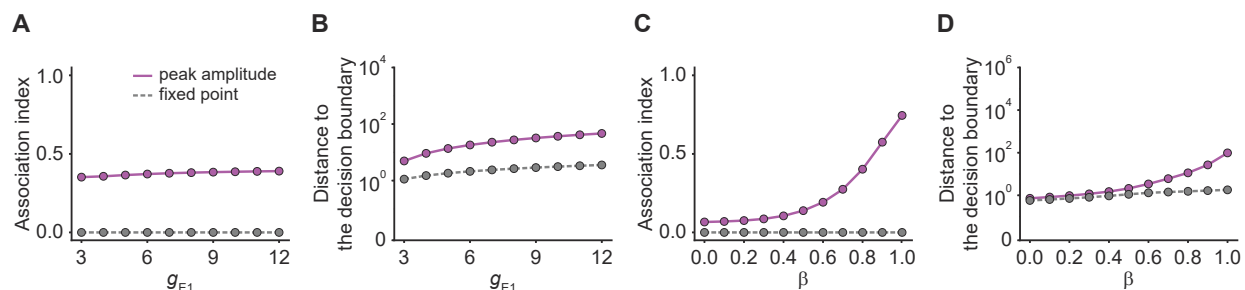 A
Association index
1.0
0.5
0.0
peak amplitude
fixed point
3 6 9 12
g_E1
B
Distance to
the decision boundary
10^4
10^2
10^0
0
3 6 9 12
g_E1
C
Association index
1.0
0.5
0.0
0.0 0.2 0.4 0.6 0.8 1.0
β
D
Distance to
the decision boundary
10^6
10^4
10^2
10^0
0
0.0 0.2 0.4 0.6 0.8 1.0
β